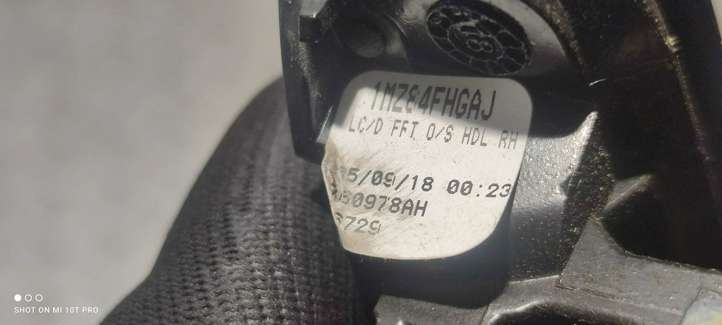 1MZ84FHGAJ
LC/D FFT O/S HDL RH
/09/18 00:23
0978AH
729
SHOT ON MI 10T PRO